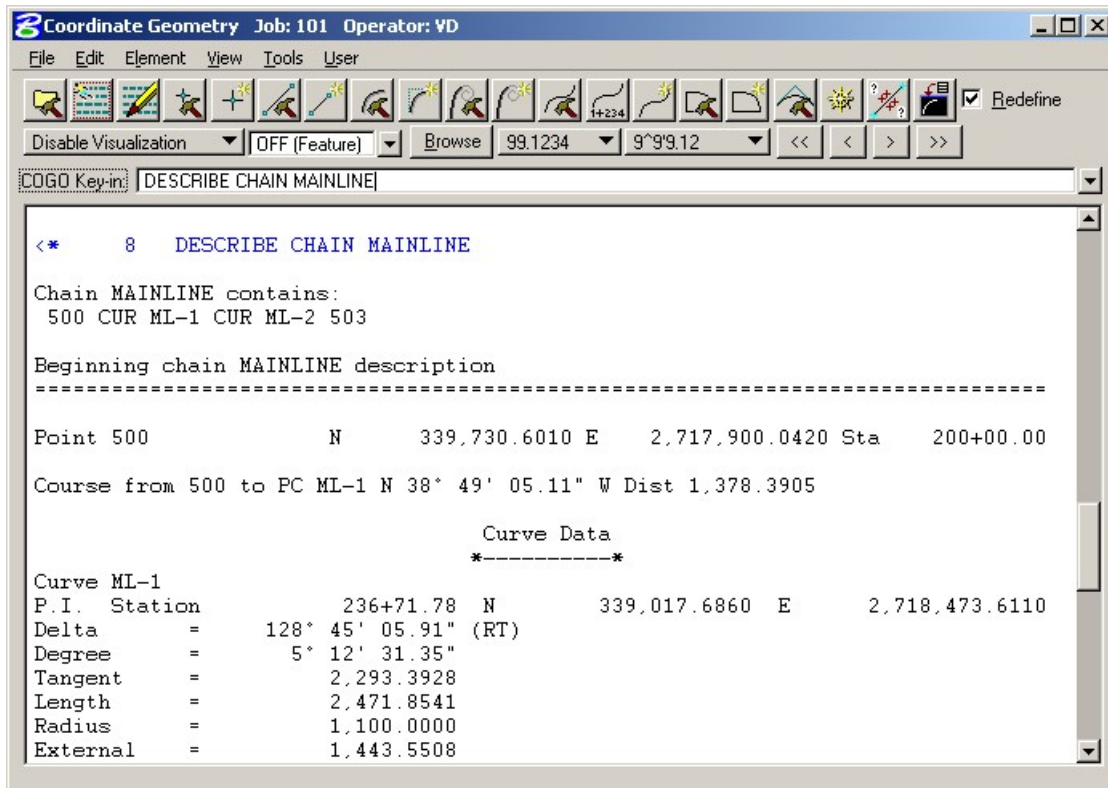 Coordinate Geometry Job: 101 Operator: VD
File Edit Element View Tools User
1+234
Redefine
Disable Visualization OFF (Feature) Browse 99.1234 9^9'9.12 << < > >>
COGO Key-in: DESCRIBE CHAIN MAINLINE
<* 8 DESCRIBE CHAIN MAINLINE
Chain MAINLINE contains:
500 CUR ML-1 CUR ML-2 503
Beginning chain MAINLINE description
===============================================================================
Point 500 N 339,730.6010 E 2,717,900.0420 Sta 200+00.00
Course from 500 to PC ML-1 N 38° 49' 05.11" W Dist 1,378.3905
Curve Data
*----------*
Curve ML-1
P.I. Station 236+71.78 N 339,017.6860 E 2,718,473.6110
Delta = 128° 45' 05.91" (RT)
Degree = 5° 12' 31.35"
Tangent = 2,293.3928
Length = 2,471.8541
Radius = 1,100.0000
External = 1,443.5508